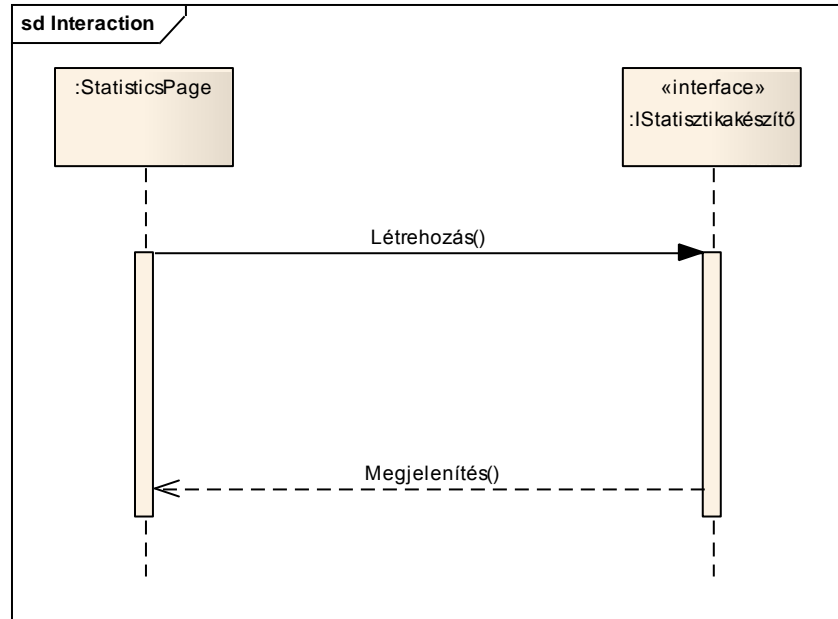 sd Interaction
:StatisticsPage
«interface»
:IStatisztikakészítő
Létrehozás()
Megjelenítés()